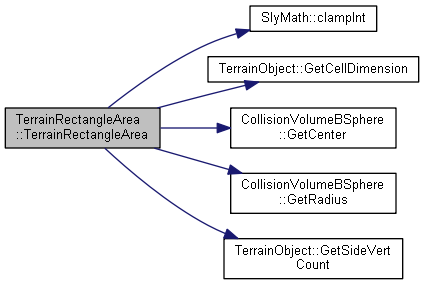 TerrainRectangleArea
::TerrainRectangleArea
SlyMath::clampInt
TerrainObject::GetCellDimension
CollisionVolumeBSphere
::GetCenter
CollisionVolumeBSphere
::GetRadius
TerrainObject::GetSideVert
Count